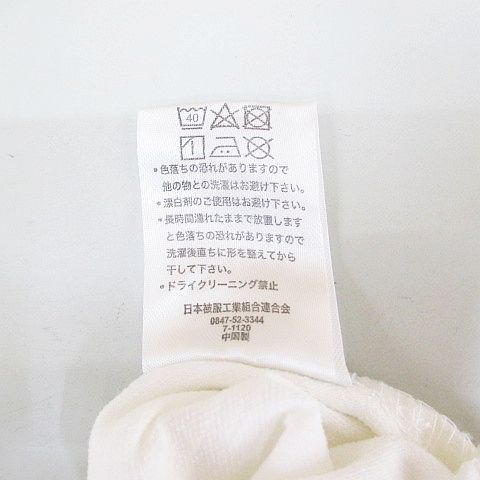 40
• 色落ちの恐れがありますので
他の物との洗濯はお避け下さい。
• 漂白剤のご使用はお避け下さい。
• 長時間濡れたままで放置します
と色落ちの恐れがありますので
洗濯後直ちに形を整えてから
干して下さい。
• ドライクリーニング禁止
日本被服工業組合連合会
0847-52-3344
7-1120
中国製